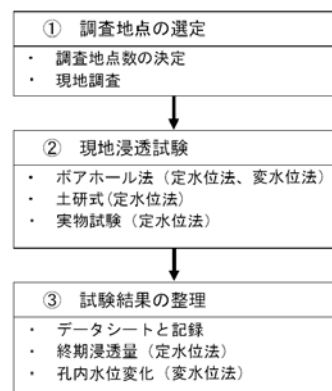 ① 調査地点の選定
・ 調査地点数の決定
・ 現地調査
② 現地浸透試験
・ ボアホール法（定水位法、変水位法）
・ 土研式（定水位法）
・ 実物試験（定水位法）
③ 試験結果の整理
・ データシートと記録
・ 終期浸透量（定水位法）
・ 孔内水位変化（変水位法）